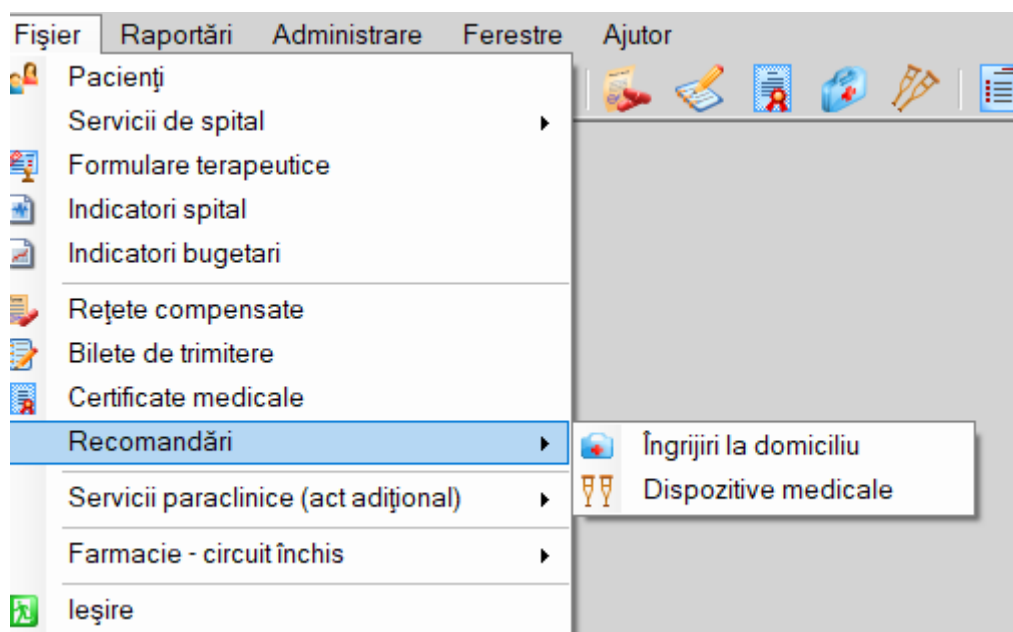 Fişier Raportări Administrare Ferestre Ajutor
Pacienţi
Servicii de spital
Formulare terapeutice
Indicatori spital
Indicatori bugetari
Reţete compensate
Bilete de trimitere
Certificate medicale
Recomandări
Îngrijiri la domiciliu
Dispozitive medicale
Servicii paraclinice (act adiţional)
Farmacie - circuit închis
Ieşire